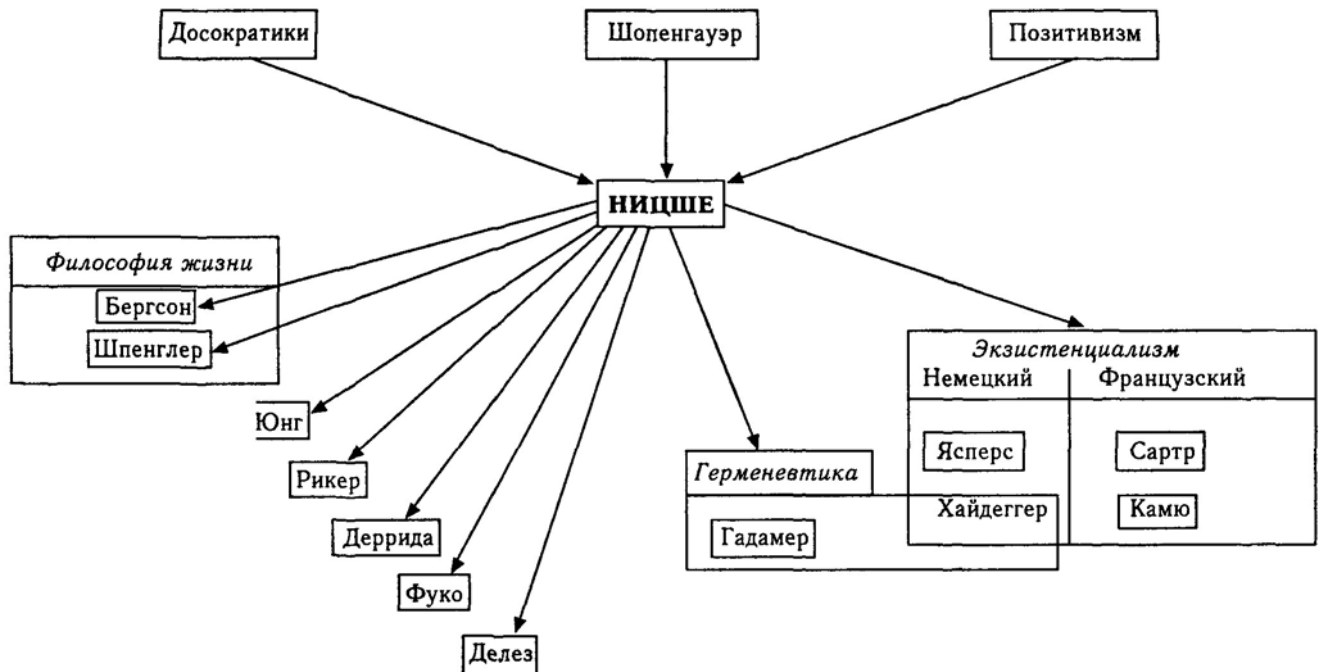 Досократики
Шопенгауэр
Позитивизм
НИЦШЕ
Философия жизни
Бергсон
Шпенглер
Юнг
Рикер
Деррида
Фуко
Делез
Герменевтика
Гадамер
Экзистенциализм
Немецкий
Французский
Ясперс
Сартр
Хайдеггер
Камю